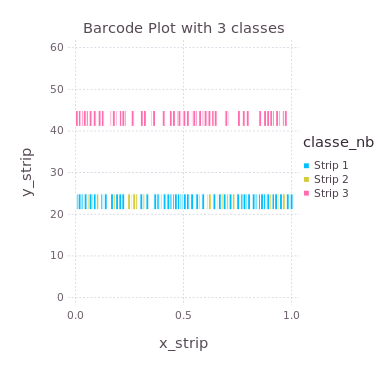 Barcode Plot with 3 classes
60
50
40
30
20
10
0
y_strip
0.0 0.5 1.0
x_strip
classe_nb
Strip 1
Strip 2
Strip 3